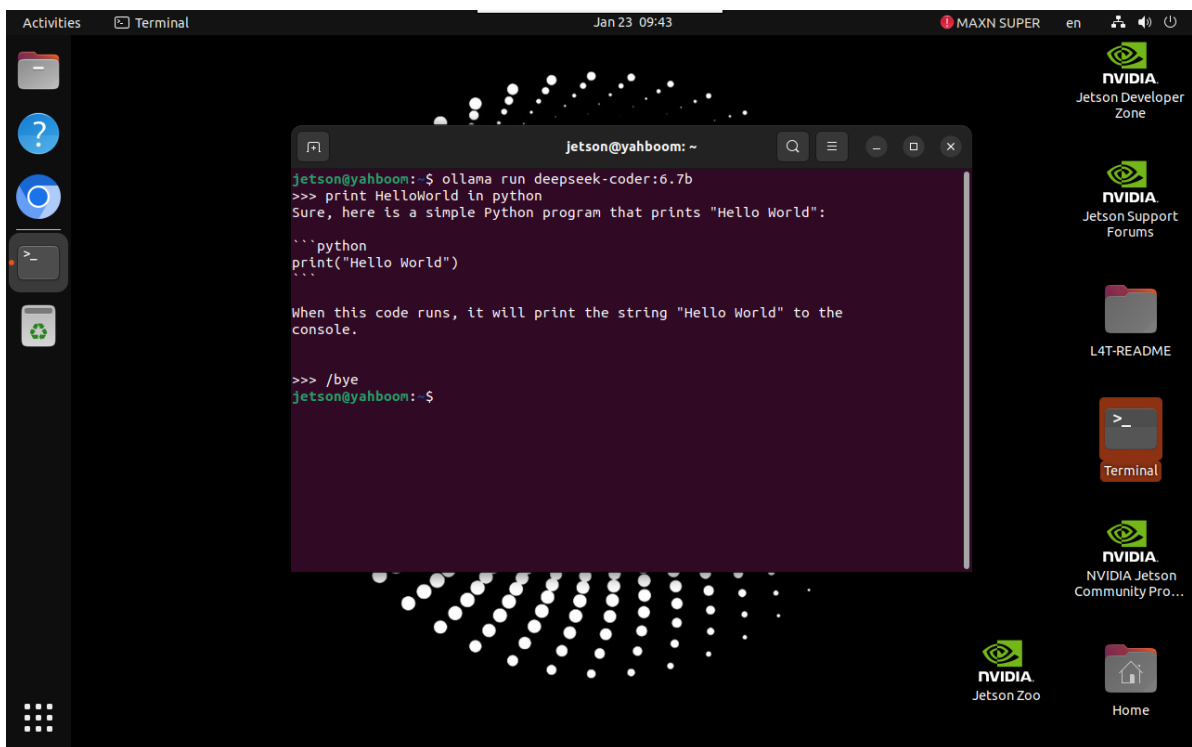 Activities
Terminal
Jan 23 09:43
MAXN SUPER
en
NVIDIA.
Jetson Developer
Zone
NVIDIA.
Jetson Support
Forums
L4T-README
Terminal
NVIDIA.
NVIDIA Jetson
Community Pro...
NVIDIA.
Jetson Zoo
Home
jetson@yahboom: ~
jetson@yahboom:~$ ollama run deepseek-coder:6.7b
>>> print HelloWorld in python
Sure, here is a simple Python program that prints "Hello World":
```python
print("Hello World")
```
When this code runs, it will print the string "Hello World" to the
console.
>>> /bye
jetson@yahboom:~$